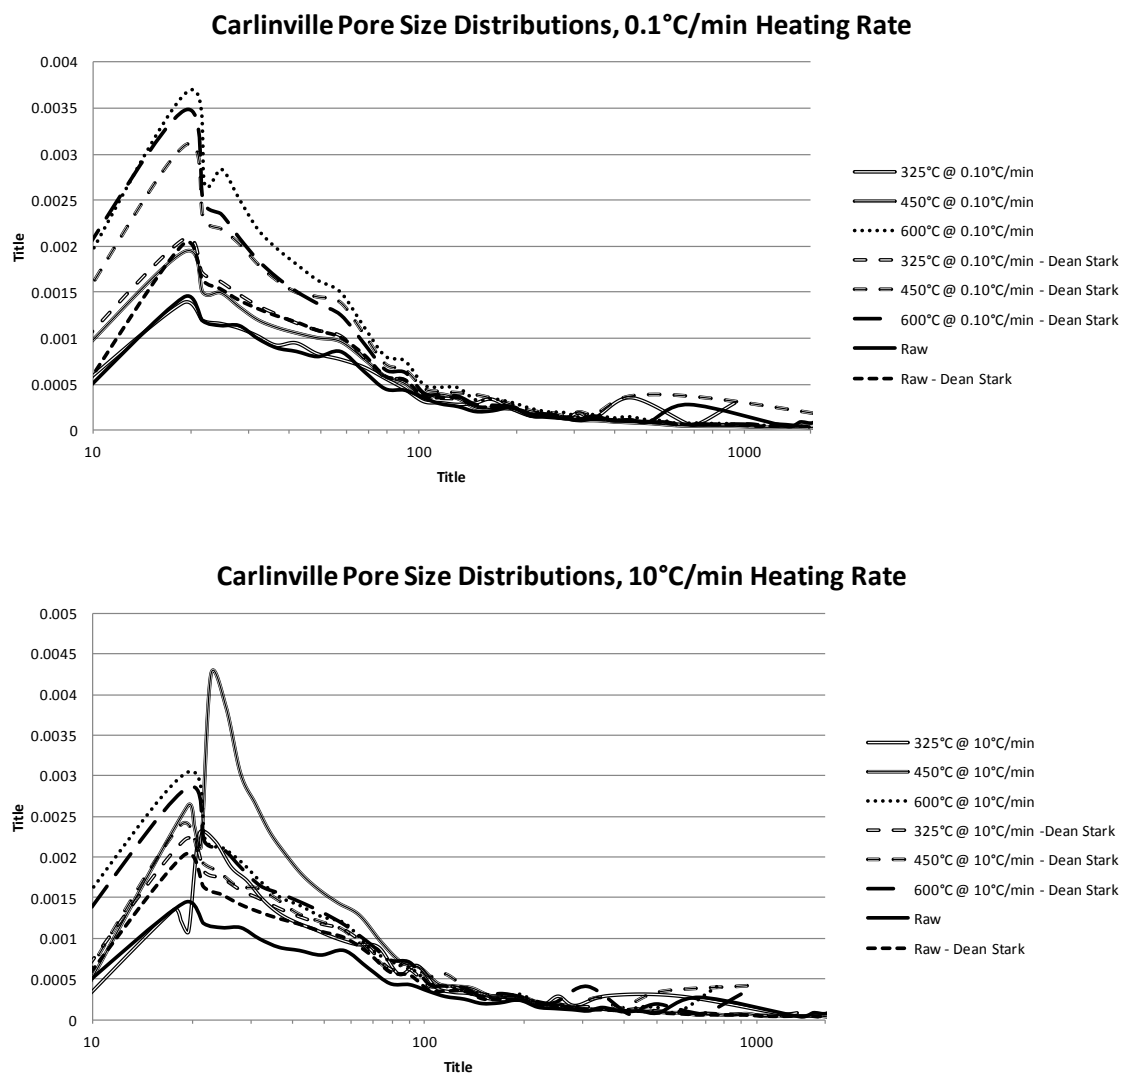 Carlinville Pore Size Distributions, 0.1°C/min Heating Rate
0.004
0.0035
0.003
0.0025
0.002
0.0015
0.001
0.0005
0
Title
10
100
1000
Title
325°C @ 0.10°C/min
450°C @ 0.10°C/min
600°C @ 0.10°C/min
325°C @ 0.10°C/min - Dean Stark
450°C @ 0.10°C/min - Dean Stark
600°C @ 0.10°C/min - Dean Stark
Raw
Raw - Dean Stark
Carlinville Pore Size Distributions, 10°C/min Heating Rate
0.005
0.0045
0.004
0.0035
0.003
0.0025
0.002
0.0015
0.001
0.0005
0
Title
10
100
1000
Title
325°C @ 10°C/min
450°C @ 10°C/min
600°C @ 10°C/min
325°C @ 10°C/min -Dean Stark
450°C @ 10°C/min - Dean Stark
600°C @ 10°C/min - Dean Stark
Raw
Raw - Dean Stark